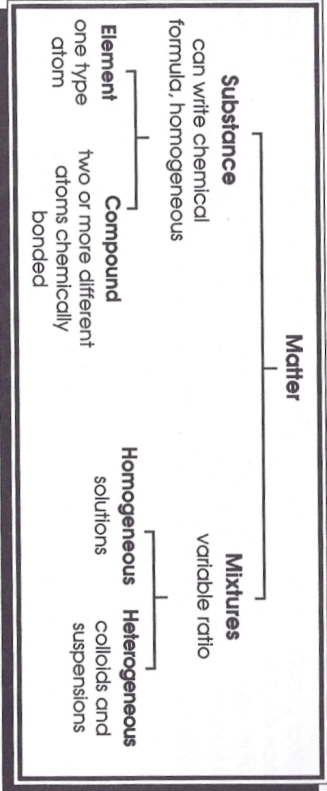 Matter
Substance
can write chemical
formula, homogeneous
Mixtures
variable ratio
Element
one type
atom
Compound
two or more different
atoms chemically
bonded
Homogeneous
solutions
Heterogeneous
colloids and
suspensions